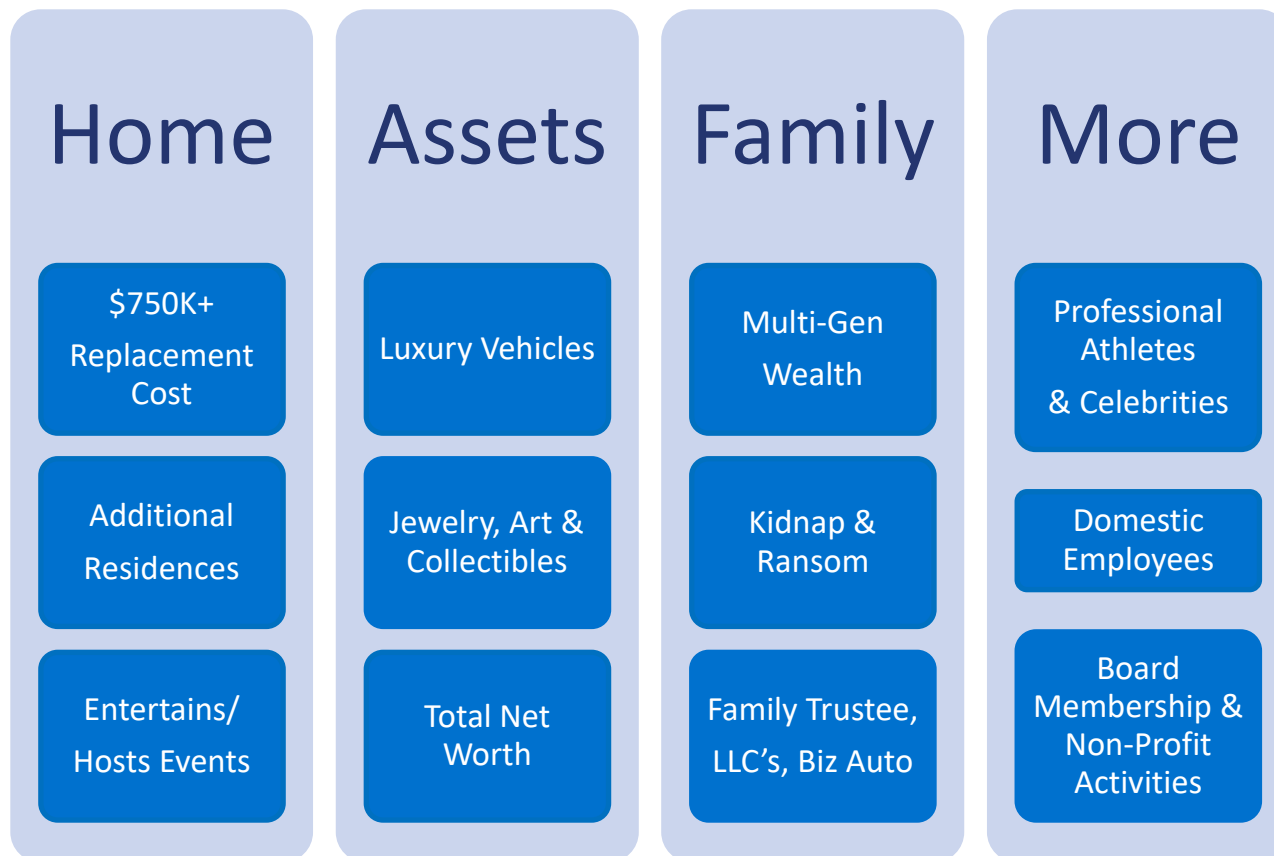 Home
$750K+
Replacement
Cost
Additional
Residences
Entertains/
Hosts Events
Assets
Luxury Vehicles
Jewelry, Art &
Collectibles
Total Net
Worth
Family
Multi-Gen
Wealth
Kidnap &
Ransom
Family Trustee,
LLC’s, Biz Auto
More
Professional
Athletes
& Celebrities
Domestic
Employees
Board
Membership &
Non-Profit
Activities